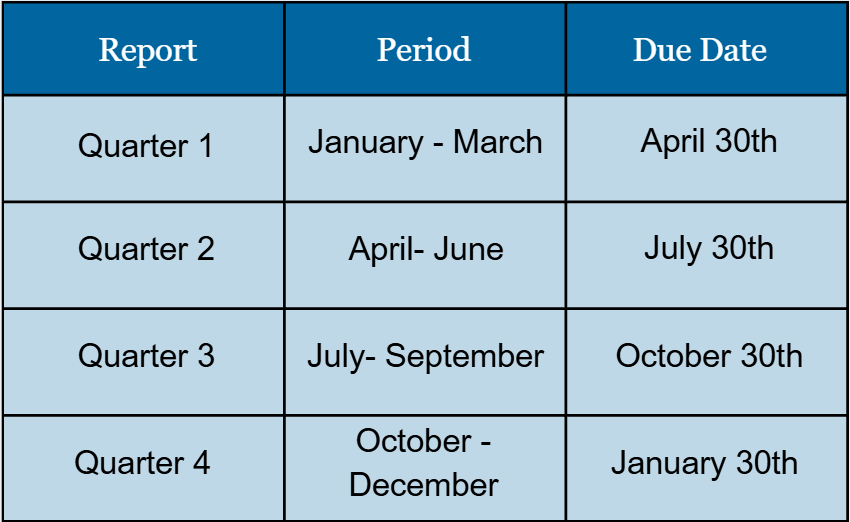 Report Period Due Date
Quarter 1 January - March April 30th
Quarter 2 April- June July 30th
Quarter 3 July- September October 30th
Quarter 4 October -
December January 30th